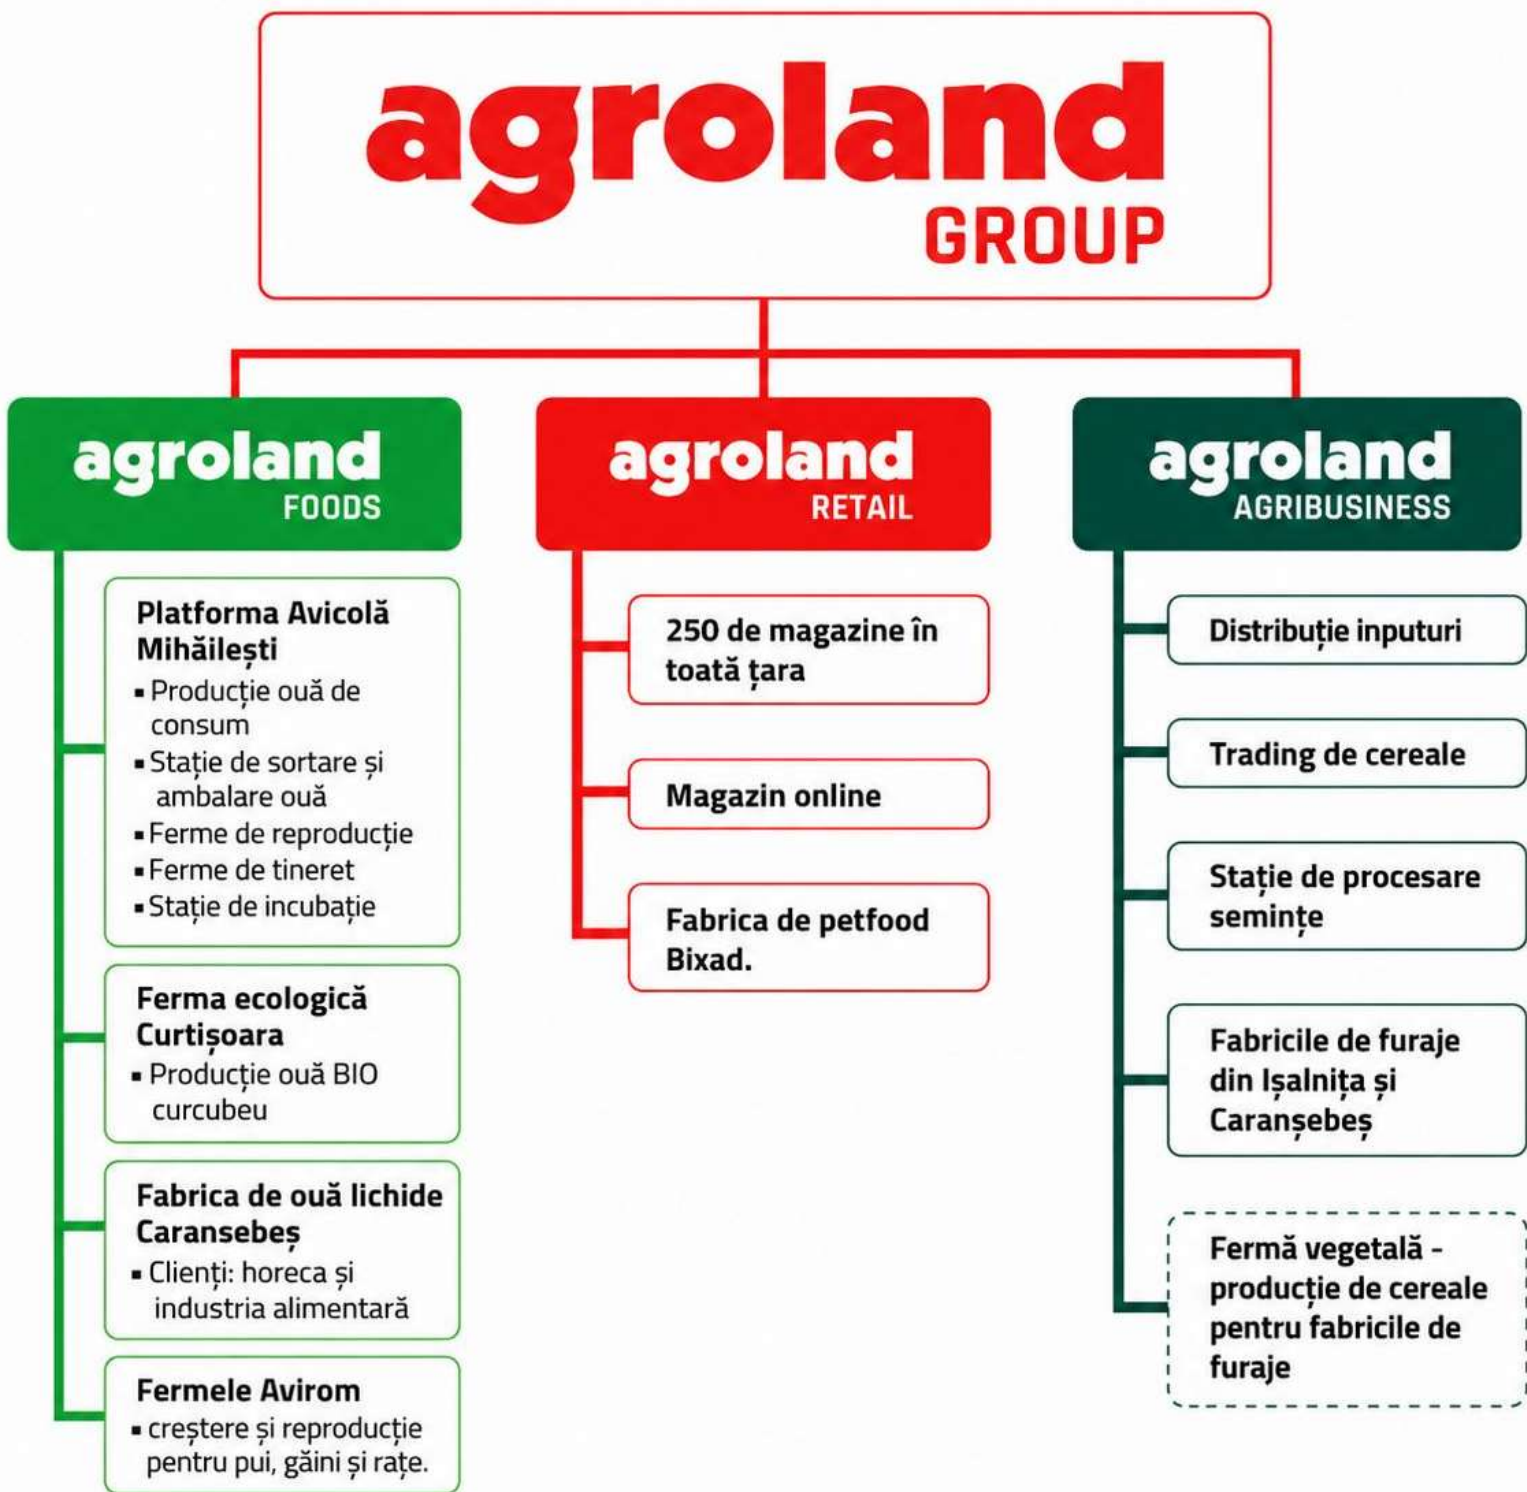 agroland
GROUP
agroland
FOODS
Platforma Avicolă
Mihăilești
▪ Producție ouă de
consum
▪ Stație de sortare și
ambalare ouă
▪ Ferme de reproducție
▪ Ferme de tineret
▪ Stație de incubație
Ferma ecologică
Curtișoara
▪ Producție ouă BIO
curcubeu
Fabrica de ouă lichide
Caransebeș
▪ Clienți: horeca și
industria alimentară
Fermele Avirom
▪ creștere și reproducție
pentru pui, găini și rațe.
agroland
RETAIL
250 de magazine în
toată țara
Magazin online
Fabrica de petfood
Bixad.
agroland
AGRIBUSINESS
Distribuție inputuri
Trading de cereale
Stație de procesare
semințe
Fabricile de furaje
din Ișalnița și
Caranșebeș
Fermă vegetală -
producție de cereale
pentru fabricile de
furaje